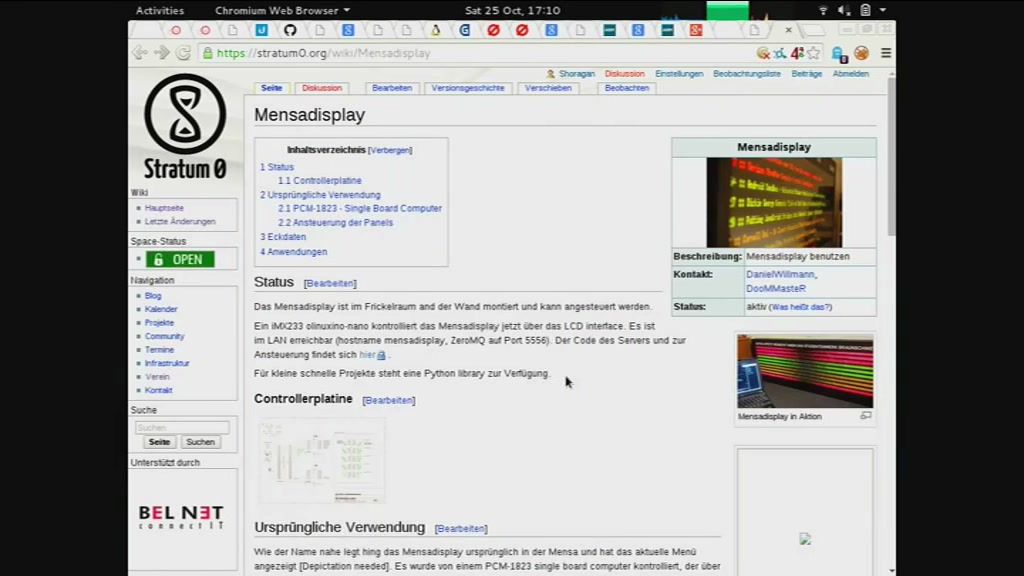 Activities
Chromium Web Browser
Sat 25 Oct, 17:10
https://stratum0.org/wiki/Mensadisplay
Shoragan Diskussion Einstellungen Beobachtungsliste Beiträge Abmelden
Seite Diskussion Bearbeiten Versionsgeschichte Verschieben Beobachten
Stratum 0
Wiki
Hauptseite
Letzte Änderungen
Space-Status
OPEN
Navigation
Blog
Kalender
Projekte
Community
Termine
Infrastruktur
Verein
Kontakt
Suche
Suchen
Seite Suchen
Unterstützt durch
BEL NET
connectIT
Mensadisplay
Inhaltsverzeichnis [Verbergen]
1 Status
1.1 Controllerplatine
2 Ursprüngliche Verwendung
2.1 PCM-1823 - Single Board Computer
2.2 Ansteuerung der Panels
3 Eckdaten
4 Anwendungen
Status [Bearbeiten]
Das Mensadisplay ist im Frickelraum and der Wand montiert und kann angesteuert werden.
Ein iMX233 olinuxino-nano kontrolliert das Mensadisplay jetzt über das LCD interface. Es ist
im LAN erreichbar (hostname mensadisplay, ZeroMQ auf Port 5556). Der Code des Servers und zur
Ansteuerung findet sich hier .
Für kleine schnelle Projekte steht eine Python library zur Verfügung.
Controllerplatine [Bearbeiten]
Ursprüngliche Verwendung [Bearbeiten]
Wie der Name nahe legt hing das Mensadisplay ursprünglich in der Mensa und hat das aktuelle Menü
angezeigt [Depictation needed]. Es wurde von einem PCM-1823 single board computer kontrolliert, der über
Mensadisplay
Beschreibung: Mensadisplay benutzen
Kontakt: DanielWillmann,
DooMMasteR
Status: aktiv (Was heißt das?)
Mensadisplay in Aktion